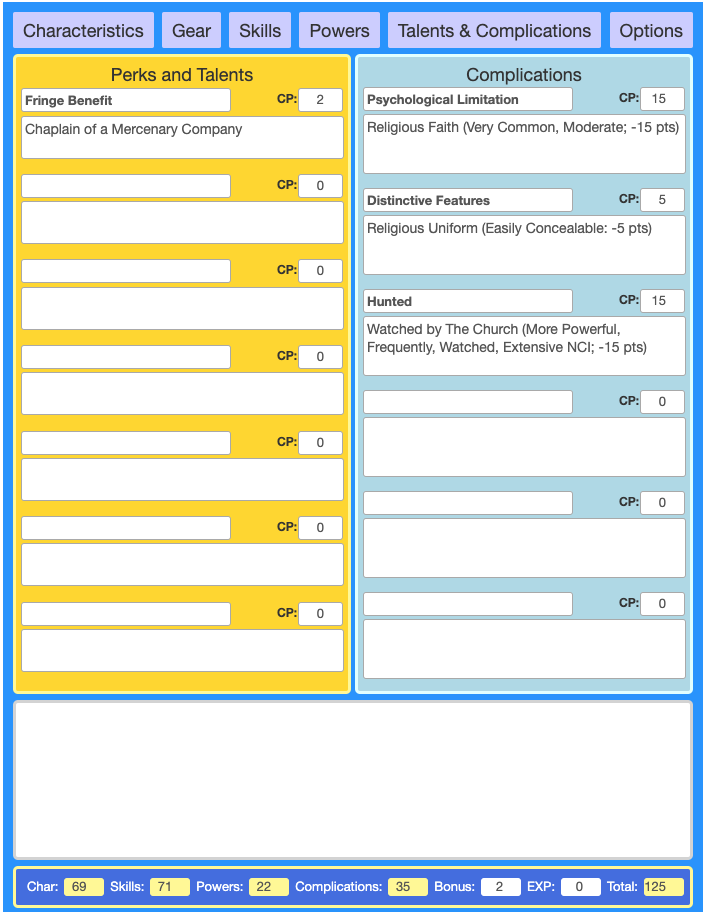 Characteristics Gear Skills Powers Talents & Complications Options
Perks and Talents
Fringe Benefit CP: 2
Chaplain of a Mercenary Company
CP: 0
CP: 0
CP: 0
CP: 0
CP: 0
CP: 0
Complications
Psychological Limitation CP: 15
Religious Faith (Very Common, Moderate; -15 pts)
Distinctive Features CP: 5
Religious Uniform (Easily Concealable: -5 pts)
Hunted CP: 15
Watched by The Church (More Powerful,
Frequently, Watched, Extensive NCI; -15 pts)
CP: 0
CP: 0
CP: 0
Char: 69 Skills: 71 Powers: 22 Complications: 35 Bonus: 2 EXP: 0 Total: 125